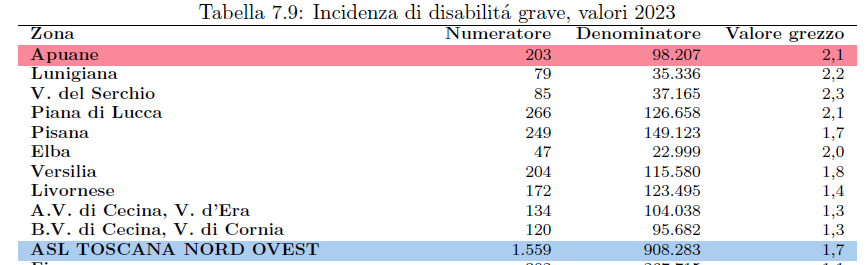 Tabella 7.9: Incidenza di disabilitá grave, valori 2023
Zona Numeratore Denominatore Valore grezzo
Apuane 203 98.207 2,1
Lunigiana 79 35.336 2,2
V. del Serchio 85 37.165 2,3
Piana di Lucca 266 126.658 2,1
Pisana 249 149.123 1,7
Elba 47 22.999 2,0
Versilia 204 115.580 1,8
Livornese 172 123.495 1,4
A.V. di Cecina, V. d'Era 134 104.038 1,3
B.V. di Cecina, V. di Cornia 120 95.682 1,3
ASL TOSCANA NORD OVEST 1.559 908.283 1,7